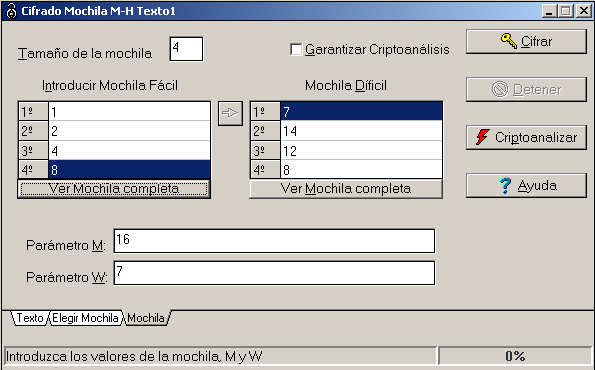 Cifrado Mochila M-H Texto1
Tamaño de la mochila 4
Garantizar Criptoanálisis
Cifrar
Introducir Mochila Fácil
Mochila Díficil
1º 1
2º 2
3º 4
4º 8
Ver Mochila completa
1º 7
2º 14
3º 12
4º 8
Ver Mochila completa
Detener
Criptoanalizar
? Ayuda
Parámetro M: 16
Parámetro W: 7
Texto Elegir Mochila Mochila
Introduzca los valores de la mochila, M y W
0%